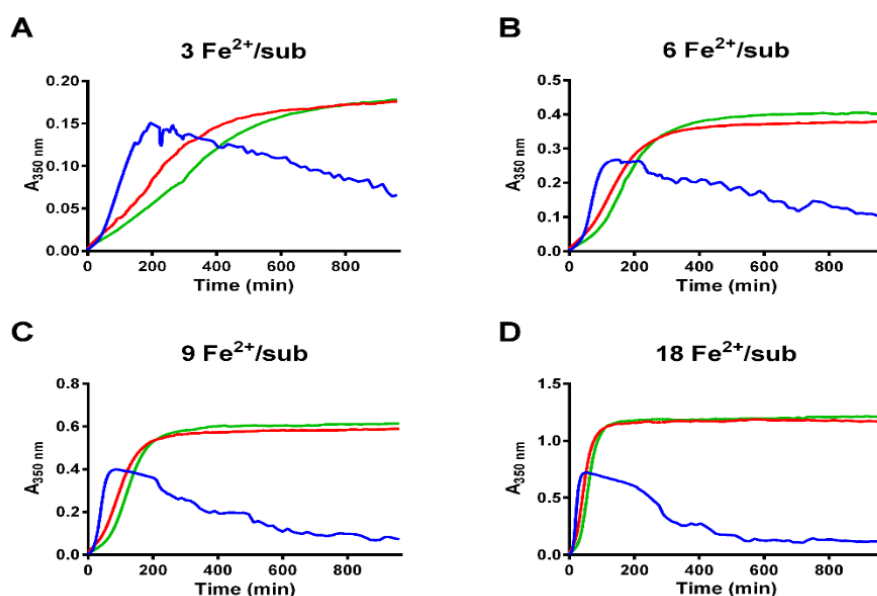 A
3 Fe²⁺/sub
A₃₅₀ ₙₘ
0.20
0.15
0.10
0.05
0.00
0 200 400 600 800
Time (min)
B
6 Fe²⁺/sub
A₃₅₀ ₙₘ
0.5
0.4
0.3
0.2
0.1
0.0
0 200 400 600 800
Time (min)
C
9 Fe²⁺/sub
A₃₅₀ ₙₘ
0.8
0.6
0.4
0.2
0.0
0 200 400 600 800
Time (min)
D
18 Fe²⁺/sub
A₃₅₀ ₙₘ
1.5
1.2
0.9
0.5
0.3
0.0
0 200 400 600 800
Time (min)